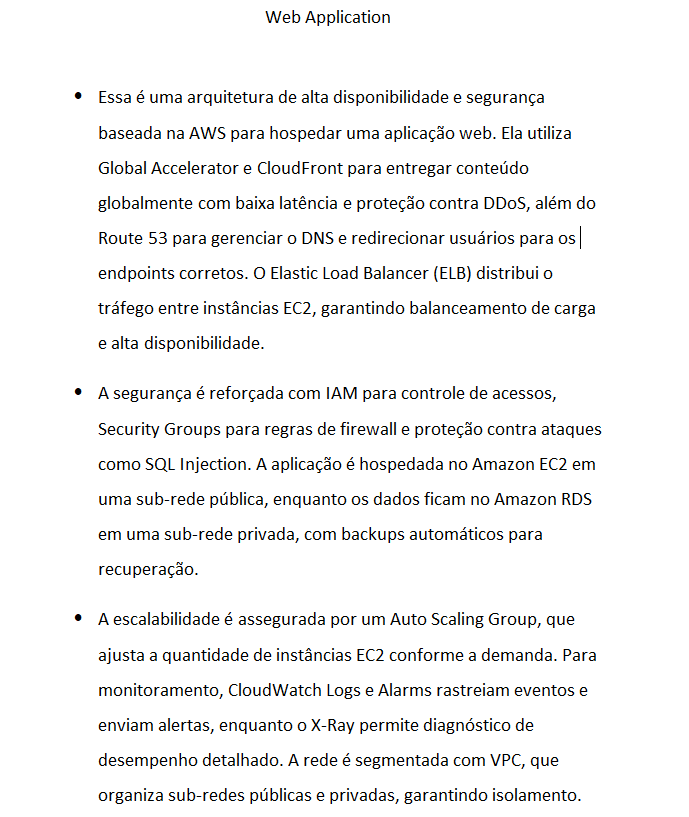 Web Application
• Essa é uma arquitetura de alta disponibilidade e segurança
baseada na AWS para hospedar uma aplicação web. Ela utiliza
Global Accelerator e CloudFront para entregar conteúdo
globalmente com baixa latência e proteção contra DDoS, além do
Route 53 para gerenciar o DNS e redirecionar usuários para os
endpoints corretos. O Elastic Load Balancer (ELB) distribui o
tráfego entre instâncias EC2, garantindo balanceamento de carga
e alta disponibilidade.
• A segurança é reforçada com IAM para controle de acessos,
Security Groups para regras de firewall e proteção contra ataques
como SQL Injection. A aplicação é hospedada no Amazon EC2 em
uma sub-rede pública, enquanto os dados ficam no Amazon RDS
em uma sub-rede privada, com backups automáticos para
recuperação.
• A escalabilidade é assegurada por um Auto Scaling Group, que
ajusta a quantidade de instâncias EC2 conforme a demanda. Para
monitoramento, CloudWatch Logs e Alarms rastreiam eventos e
enviam alertas, enquanto o X-Ray permite diagnóstico de
desempenho detalhado. A rede é segmentada com VPC, que
organiza sub-redes públicas e privadas, garantindo isolamento.